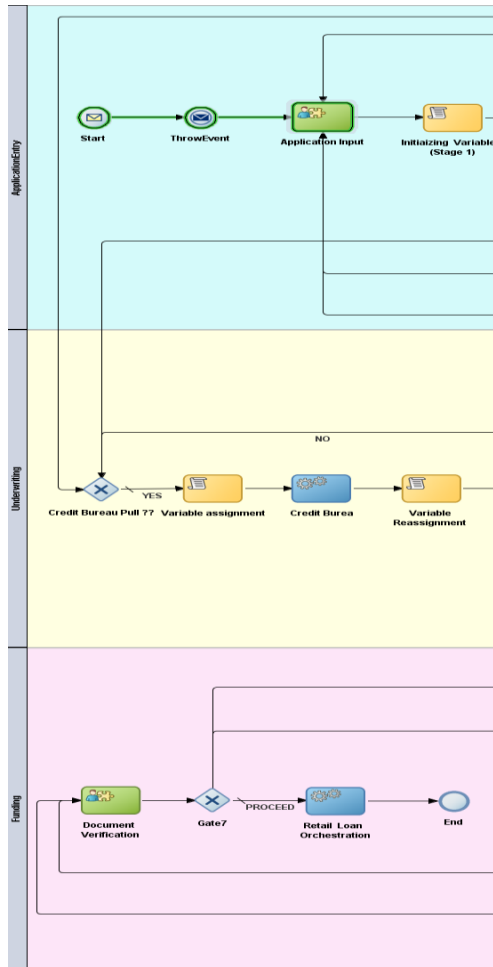 ApplicationEntry
Start
ThrowEvent
Application Input
Initiaizing Variable
(Stage 1)
Underwriting
NO
YES
Credit Bureau Pull ??
Variable assignment
Credit Burea
Variable
Reassignment
Funding
PROCEED
Document
Verification
Gate7
Retail Loan
Orchestration
End